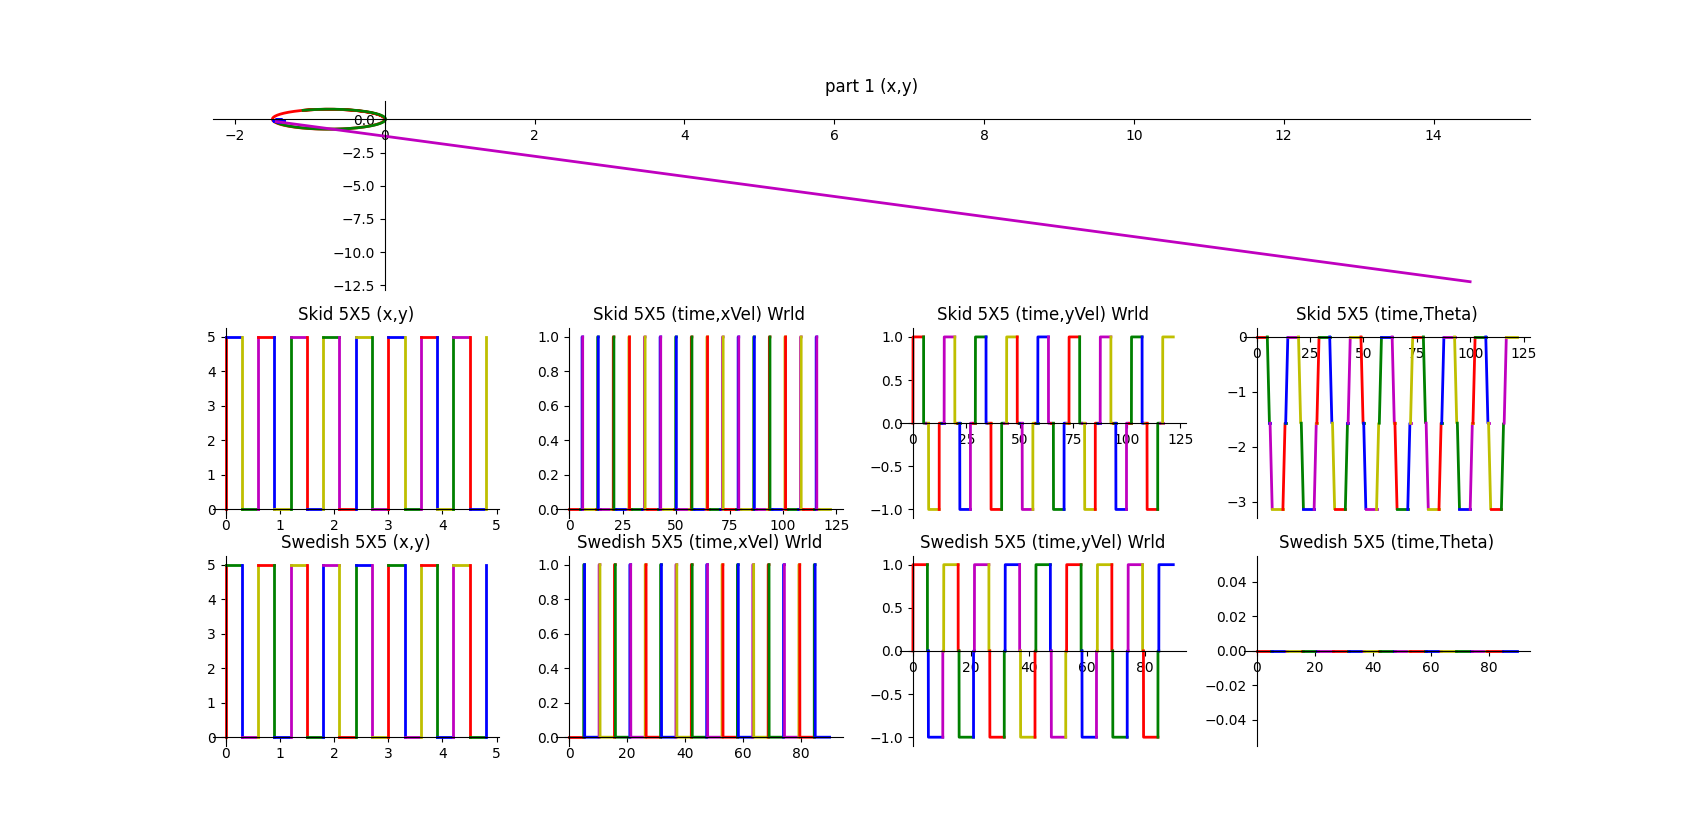 part 1 (x,y)
0.0
−2 0 2 4 6 8 10 12 14
−2.5
−5.0
−7.5
−10.0
−12.5
Skid 5X5 (x,y) Skid 5X5 (time,xVel) Wrld Skid 5X5 (time,yVel) Wrld Skid 5X5 (time,Theta)
5 1.0 1.0 0
0 25 50 75 100 125
4 0.8 0.5 −1
3 0.6
0.0
0 25 50 75 100 125
2 0.4 −0.5 −2
1 0.2
0 0.0 −1.0 −3
0 1 2 3 4 5 0 25 50 75 100 125
Swedish 5X5 (x,y) Swedish 5X5 (time,xVel) Wrld Swedish 5X5 (time,yVel) Wrld Swedish 5X5 (time,Theta)
5 1.0 1.0 0.04
4 0.8 0.5 0.02
3 0.6
0.0 0.00
0 20 40 60 80 0 20 40 60 80
2 0.4 −0.5 −0.02
1 0.2 −0.04
0 0.0 −1.0
0 1 2 3 4 5 0 20 40 60 80